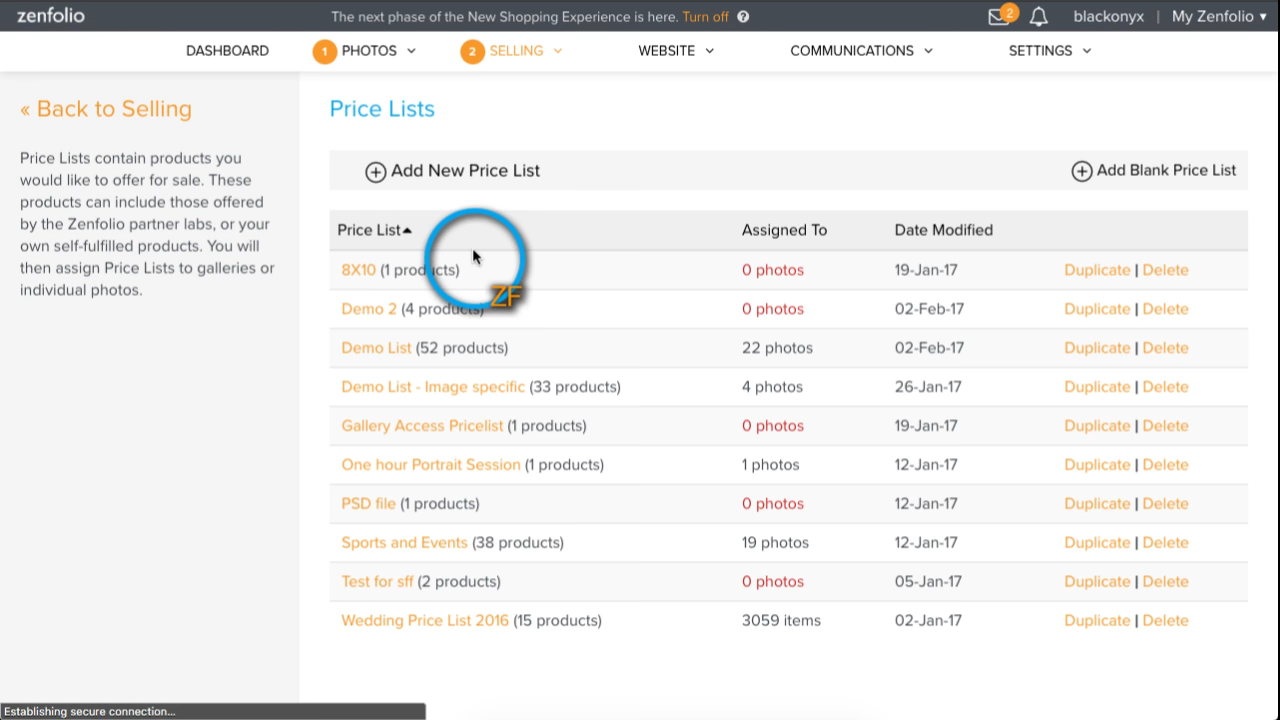 zenfolio
The next phase of the New Shopping Experience is here. Turn off ?
2
blackonyx | My Zenfolio ▾
DASHBOARD
1 PHOTOS
2 SELLING
WEBSITE
COMMUNICATIONS
SETTINGS
« Back to Selling
Price Lists contain products you
would like to offer for sale. These
products can include those offered
by the Zenfolio partner labs, or your
own self-fulfilled products. You will
then assign Price Lists to galleries or
individual photos.
Price Lists
Add New Price List
Add Blank Price List
Price List Assigned To Date Modified
8X10 (1 products) 0 photos 19-Jan-17 Duplicate | Delete
ZF
Demo 2 (4 products) 0 photos 02-Feb-17 Duplicate | Delete
Demo List (52 products) 22 photos 02-Feb-17 Duplicate | Delete
Demo List - Image specific (33 products) 4 photos 26-Jan-17 Duplicate | Delete
Gallery Access Pricelist (1 products) 0 photos 19-Jan-17 Duplicate | Delete
One hour Portrait Session (1 products) 1 photos 12-Jan-17 Duplicate | Delete
PSD file (1 products) 0 photos 12-Jan-17 Duplicate | Delete
Sports and Events (38 products) 19 photos 12-Jan-17 Duplicate | Delete
Test for sff (2 products) 0 photos 05-Jan-17 Duplicate | Delete
Wedding Price List 2016 (15 products) 3059 items 02-Jan-17 Duplicate | Delete
Establishing secure connection...